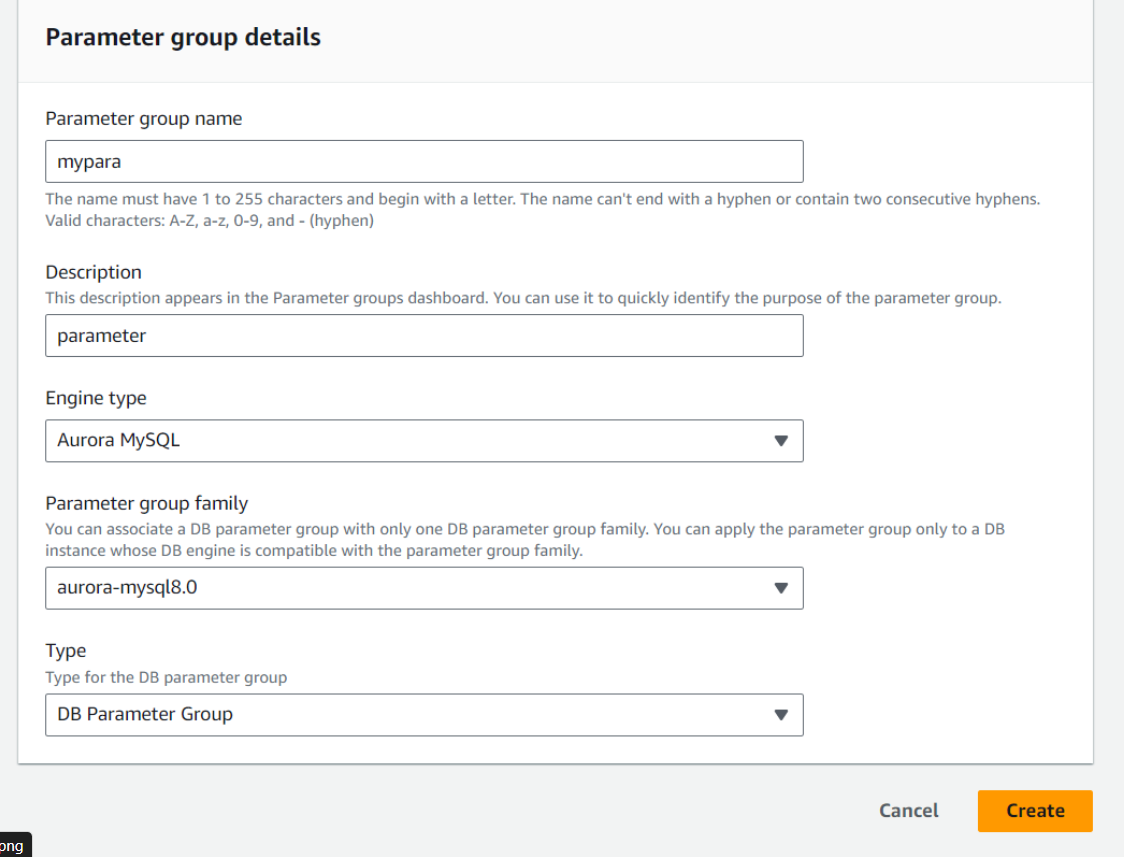 Parameter group details
Parameter group name
mypara
The name must have 1 to 255 characters and begin with a letter. The name can't end with a hyphen or contain two consecutive hyphens.
Valid characters: A-Z, a-z, 0-9, and - (hyphen)
Description
This description appears in the Parameter groups dashboard. You can use it to quickly identify the purpose of the parameter group.
parameter
Engine type
Aurora MySQL
Parameter group family
You can associate a DB parameter group with only one DB parameter group family. You can apply the parameter group only to a DB
instance whose DB engine is compatible with the parameter group family.
aurora-mysql8.0
Type
Type for the DB parameter group
DB Parameter Group
Cancel
Create
png